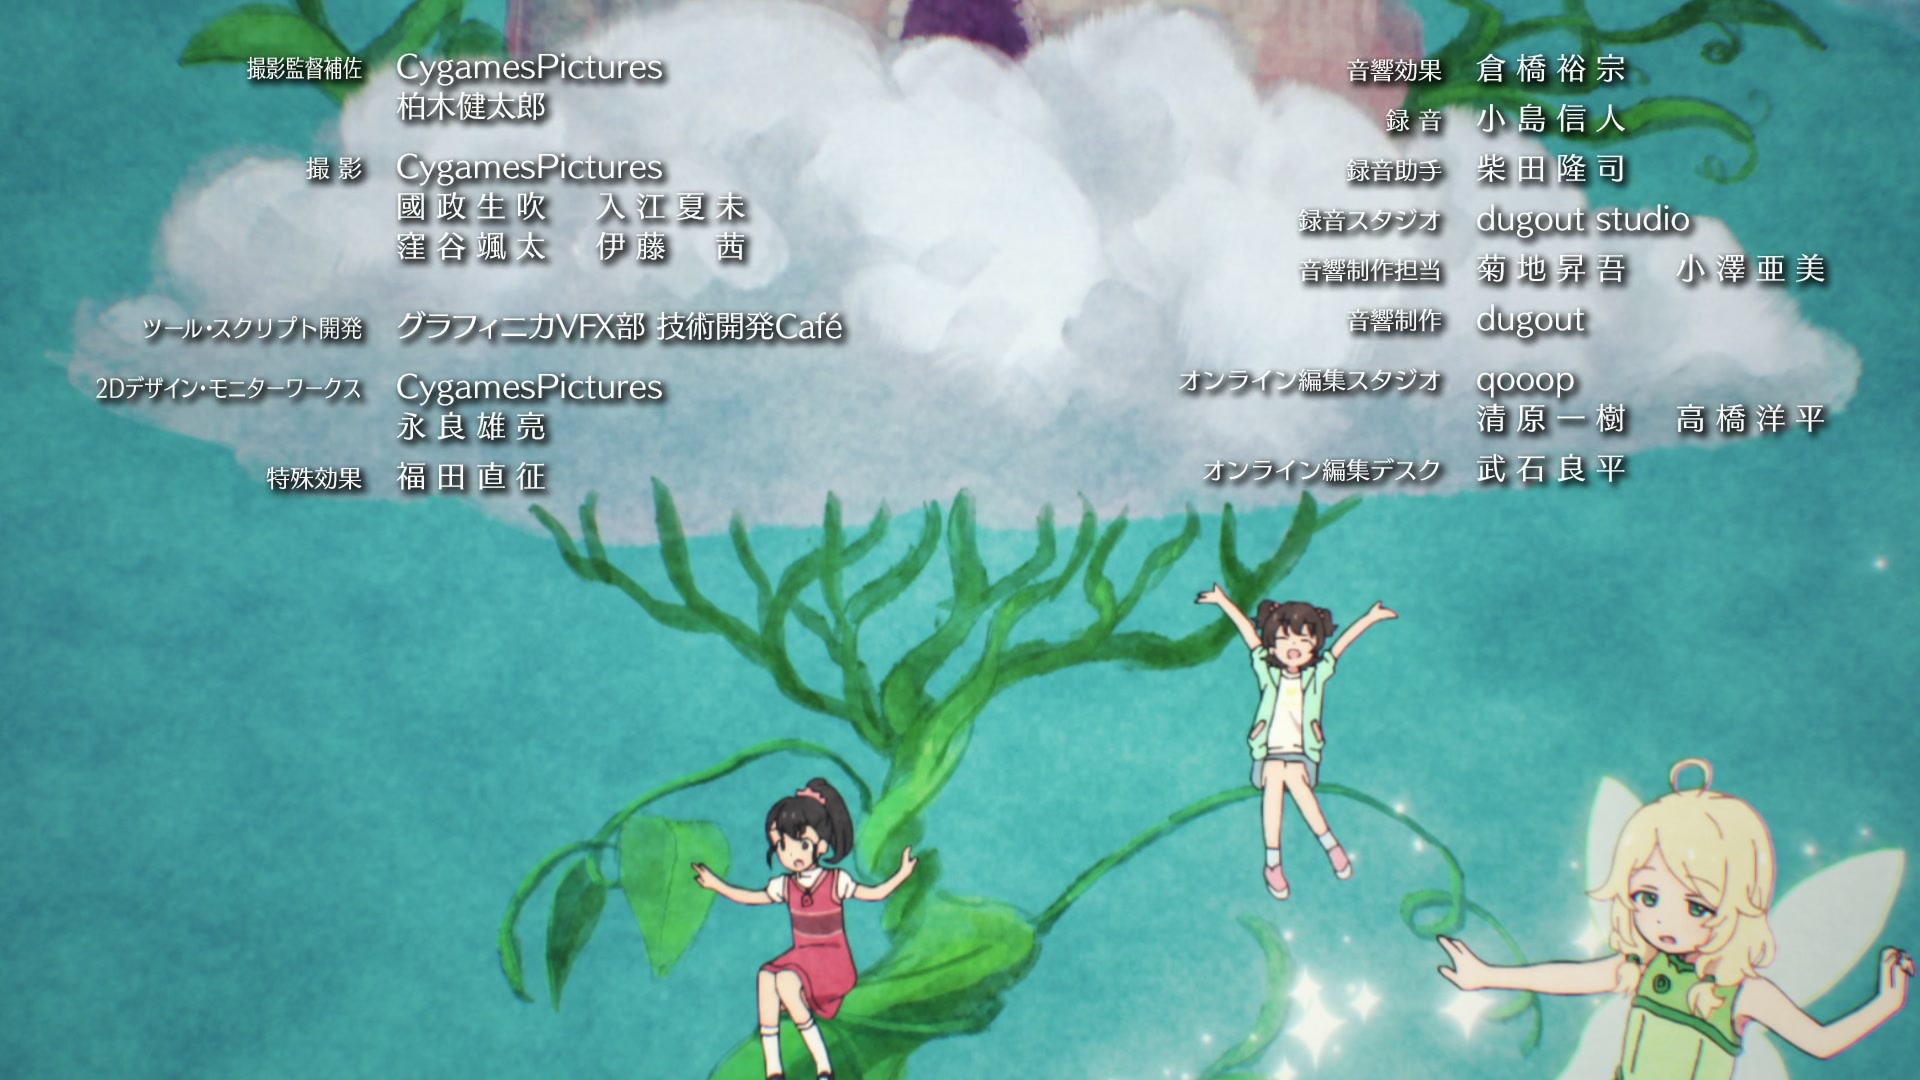 撮影監督補佐 CygamesPictures
柏木健太郎
撮影 CygamesPictures
國政生吹 入江夏未
窪谷颯太 伊藤 茜
ツール・スクリプト開発 グラフィニカVFX部 技術開発Café
2Dデザイン・モニターワークス CygamesPictures
永良雄亮
特殊効果 福田直征
音響効果 倉橋裕宗
録音 小島信人
録音助手 柴田隆司
録音スタジオ dugout studio
音響制作担当 菊地昇吾 小澤亜美
音響制作 dugout
オンライン編集スタジオ qooop
清原一樹 高橋洋平
オンライン編集デスク 武石良平